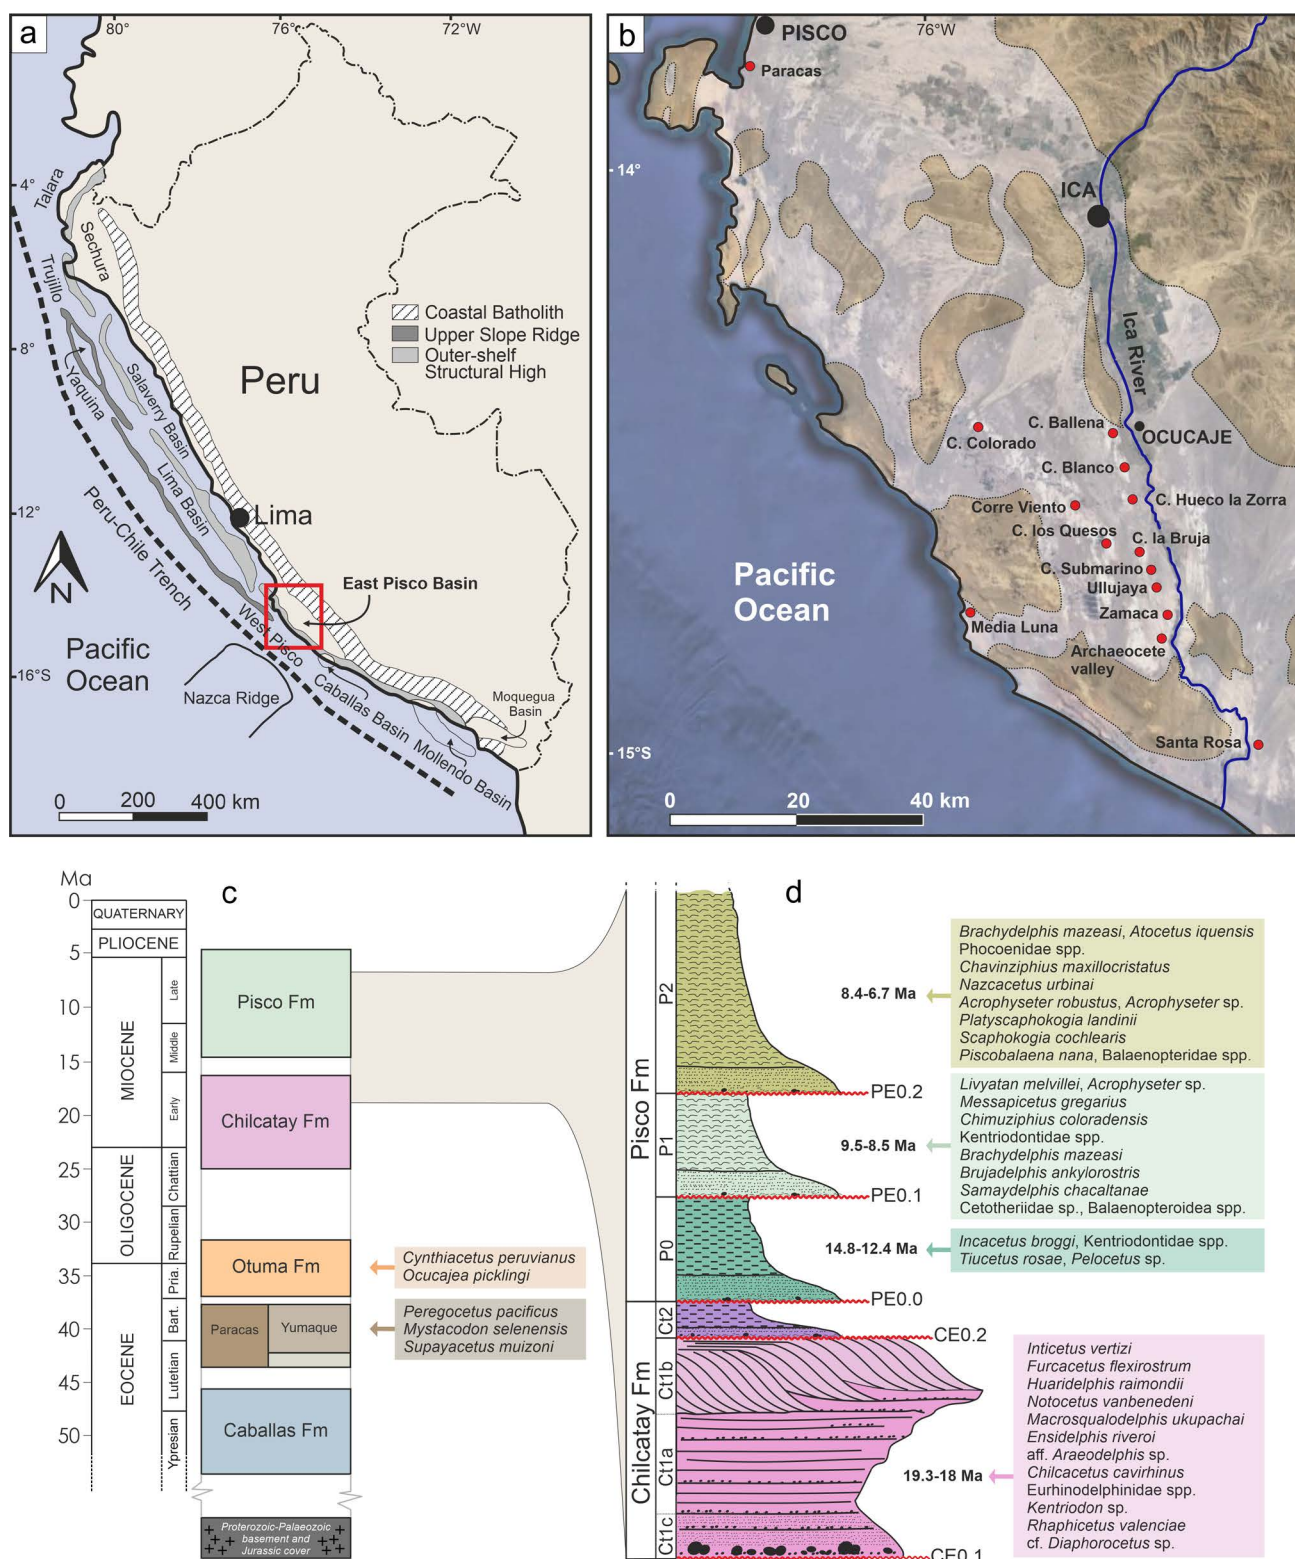 a
80°
76°
72°W
4°
8°
12°
16°S
Talara
Sechura
Trujillo
Yaquina
Salaverry Basin
Lima Basin
Peru-Chile Trench
Coastal Batholith
Upper Slope Ridge
Outer-shelf
Structural High
Peru
Lima
N
East Pisco Basin
West Pisco
Pacific
Ocean
Nazca Ridge
Caballas Basin
Mollendo Basin
Moquegua
Basin
0 200 400 km
b
76°W
PISCO
Paracas
14°
ICA
Ica River
C. Ballena
C. Colorado
OCUCAJE
C. Blanco
C. Hueco la Zorra
Corre Viento
C. los Quesos
C. la Bruja
C. Submarino
Ullujaya
Zamaca
Media Luna
Archaeocete
valley
Pacific
Ocean
15°S
Santa Rosa
0 20 40 km
c
Ma
0
5
10
15
20
25
30
35
40
45
50
QUATERNARY
PLIOCENE
MIOCENE
Late
Middle
Early
OLIGOCENE
Chattian
Rupelian
EOCENE
Pria.
Bart.
Lutetian
Ypresian
Pisco Fm
Chilcatay Fm
Otuma Fm
Paracas
Yumaque
Caballas Fm
Proterozoic-Palaeozoic
basement and
Jurassic cover
Cynthiacetus peruvianus
Ocucajea picklingi
Peregocetus pacificus
Mystacodon selenensis
Supayacetus muizoni
d
Pisco Fm
P2
P1
P0
Chilcatay Fm
Ct2
Ct1b
Ct1a
Ct1c
PE0.2
PE0.1
PE0.0
CE0.2
CE0.1
8.4-6.7 Ma
Brachydelphis mazeasi, Atocetus iquensis
Phocoenidae spp.
Chavinziphius maxillocristatus
Nazcacetus urbinai
Acrophyseter robustus, Acrophyseter sp.
Platyscaphokogia landinii
Scaphokogia cochlearis
Piscobalaena nana, Balaenopteridae spp.
9.5-8.5 Ma
Livyatan melvillei, Acrophyseter sp.
Messapicetus gregarius
Chimuziphius coloradensis
Kentriodontidae spp.
Brachydelphis mazeasi
Brujadelphis ankylorostris
Samaydelphis chacaltanae
Cetotheriidae sp., Balaenopteroidea spp.
14.8-12.4 Ma
Incacetus broggi, Kentriodontidae spp.
Tiucetus rosae, Pelocetus sp.
19.3-18 Ma
Inticetus vertizi
Furcacetus flexirostrum
Huaridelphis raimondii
Notocetus vanbenedeni
Macrosqualodelphis ukupachai
Ensidelphis riveroi
aff. Araeodelphis sp.
Chilcacetus cavirhinus
Eurhinodelphinidae spp.
Kentriodon sp.
Rhaphicetus valenciae
cf. Diaphorocetus sp.